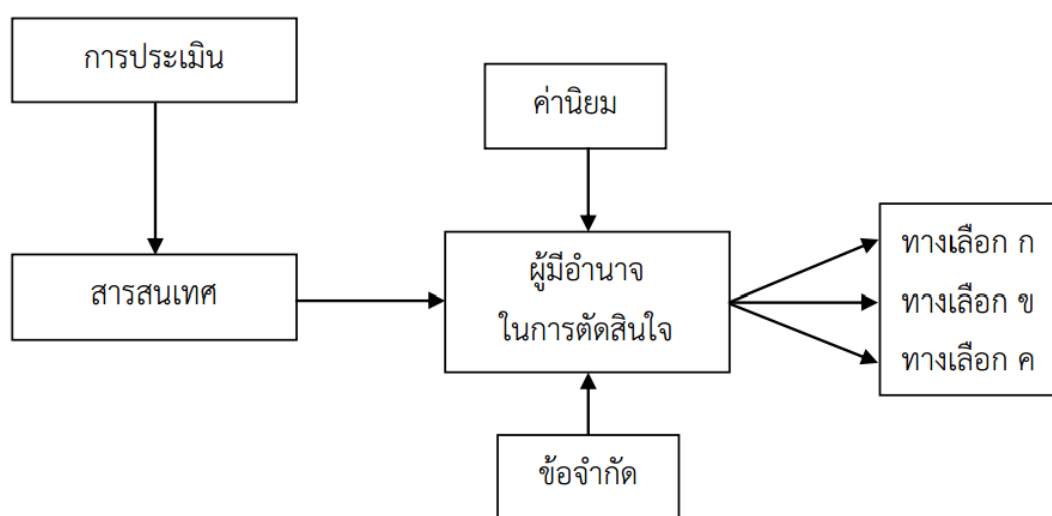 การประเมิน
ค่านิยม
สารสนเทศ
ผู้มีอำนาจ
ในการตัดสินใจ
ทางเลือก ก
ทางเลือก ข
ทางเลือก ค
ข้อจำกัด